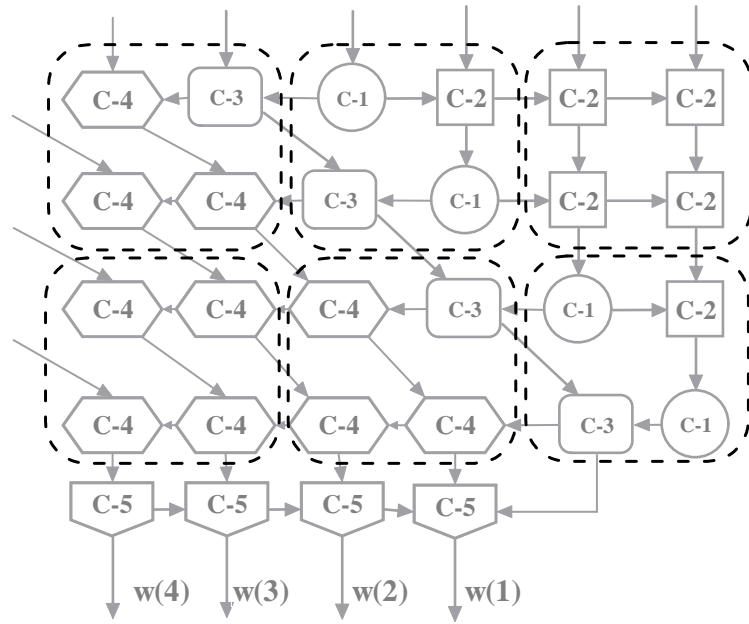 C-4 C-3 C-1 C-2 C-2 C-2
C-4 C-4 C-3 C-1 C-2 C-2
C-4 C-4 C-4 C-3 C-1 C-2
C-4 C-4 C-4 C-4 C-3 C-1
C-5 C-5 C-5 C-5
w(4) w(3) w(2) w(1)